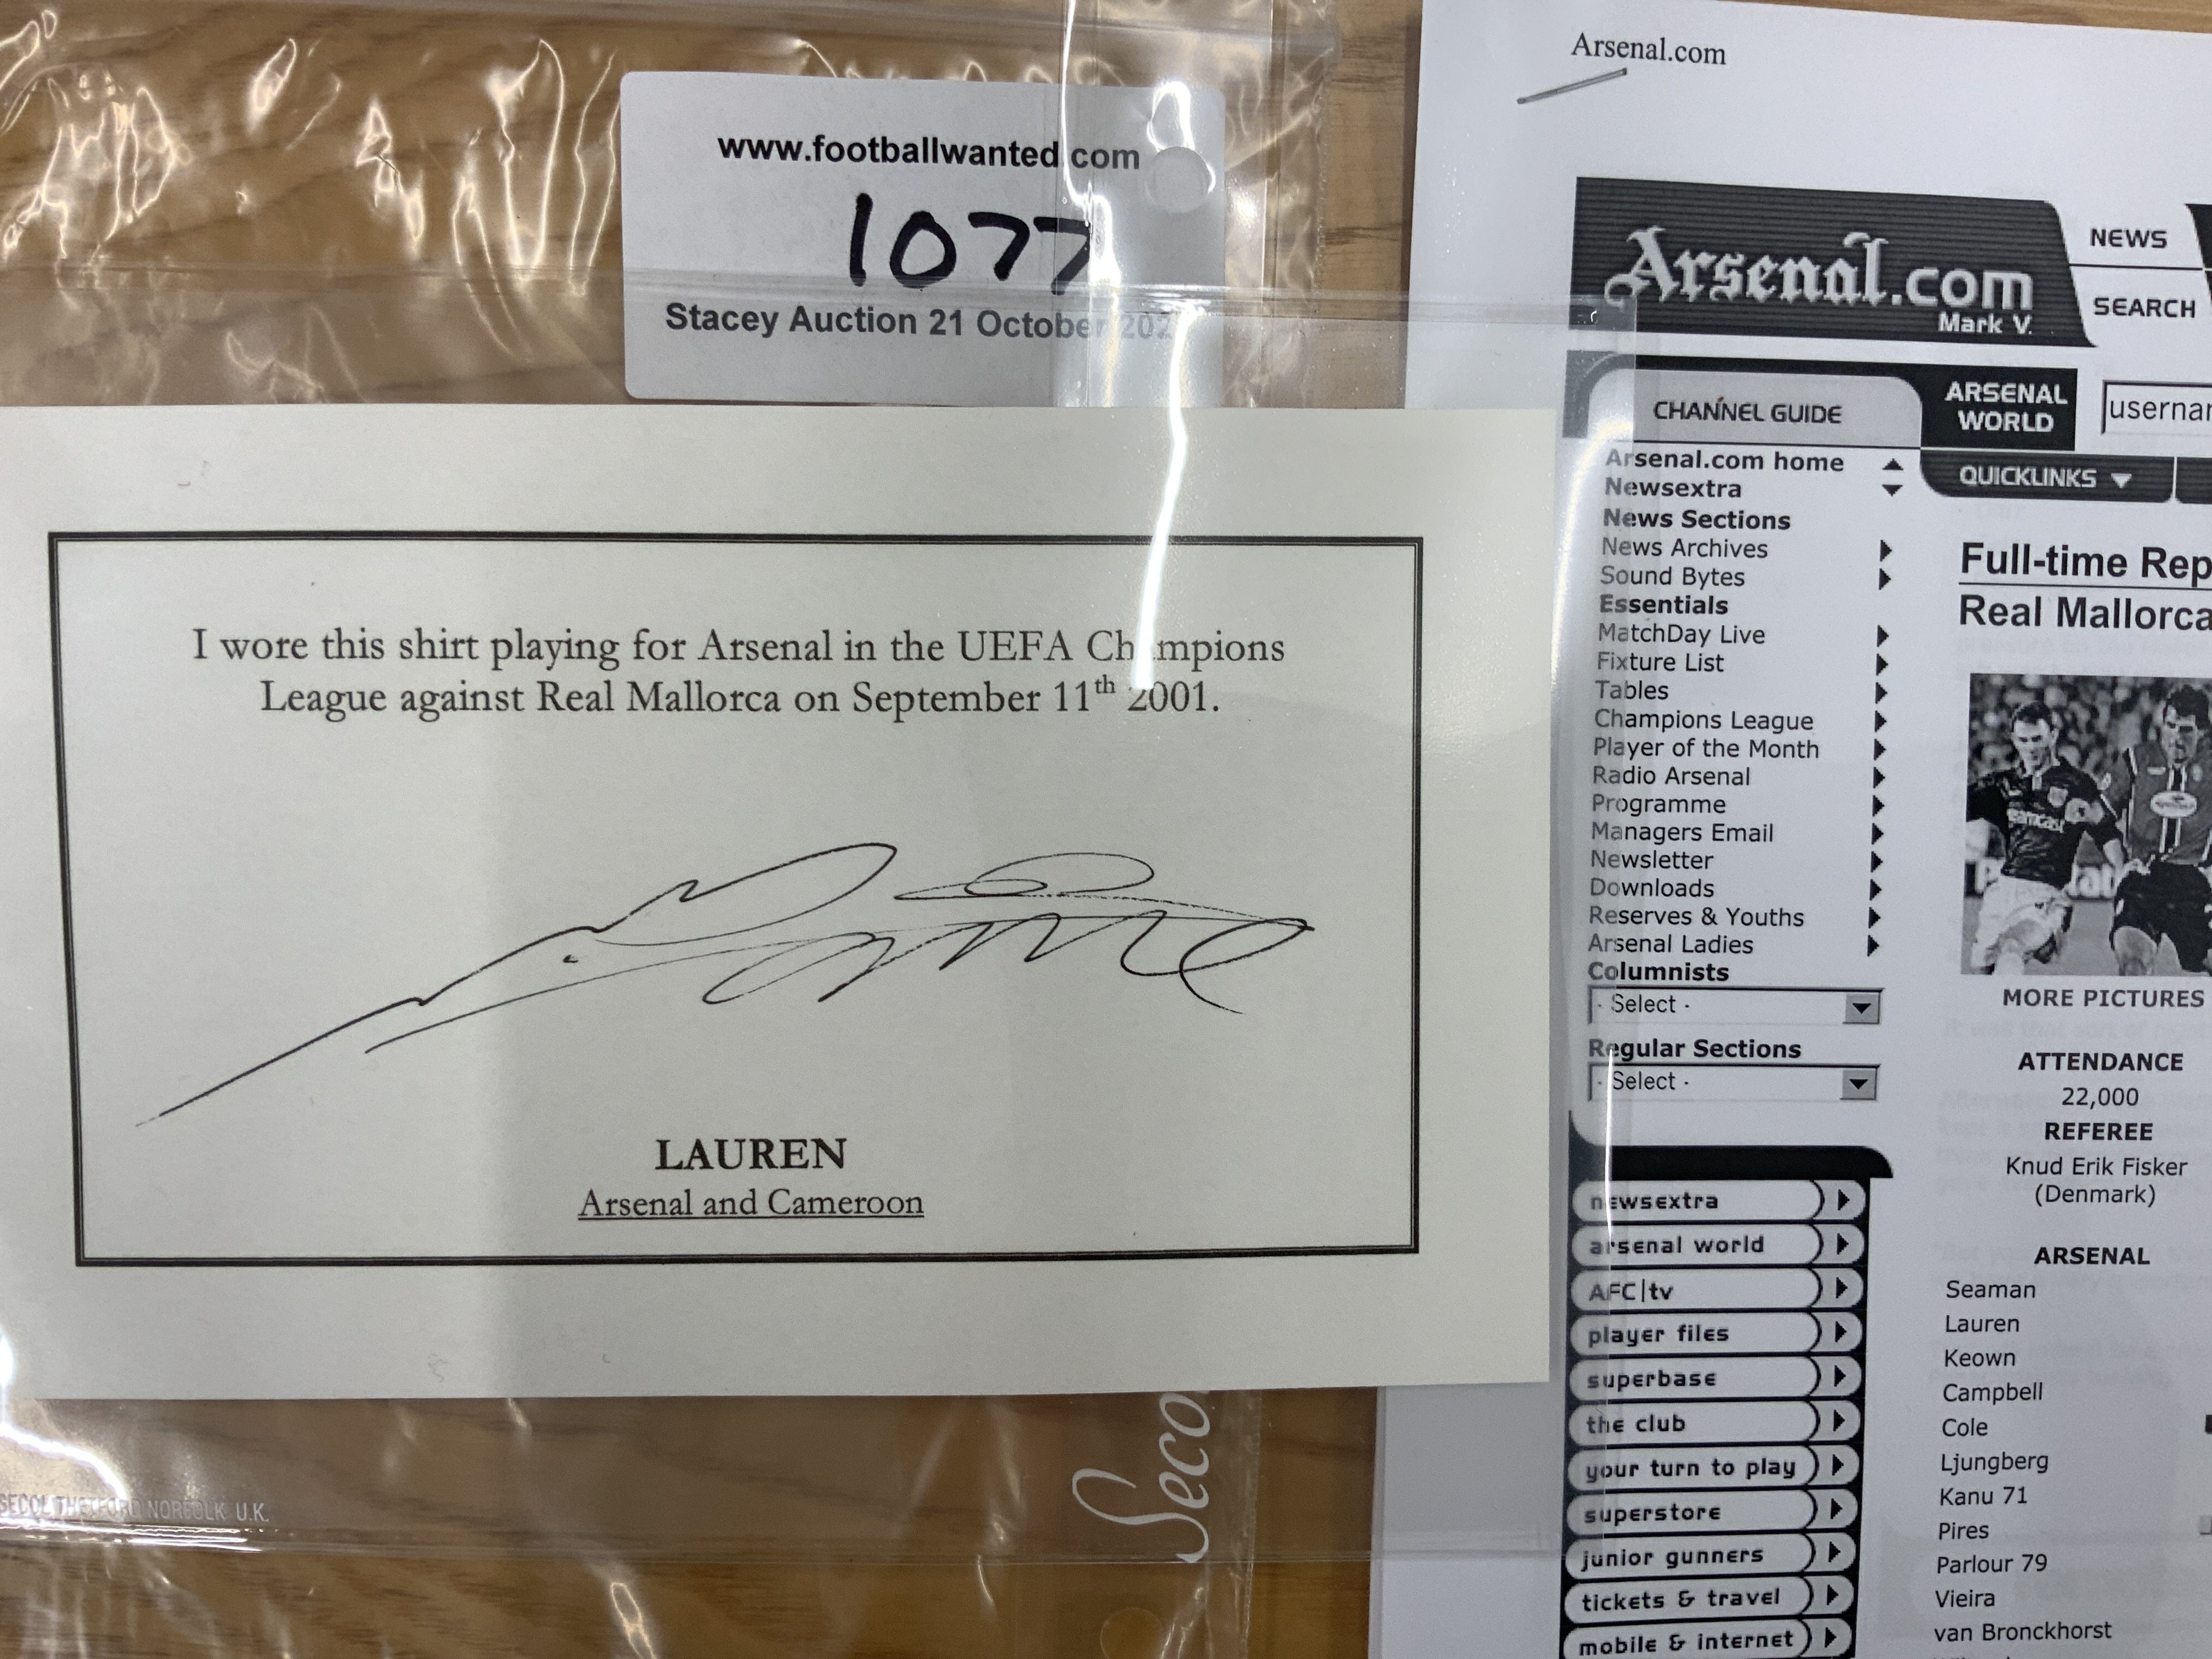 www.footballwanted.com
1077
Stacey Auction 21 October 202
I wore this shirt playing for Arsenal in the UEFA Champions
League against Real Mallorca on September 11th 2001.
LAUREN
Arsenal and Cameroon
SECOL THETFORD NORFOLK U.K.
Seco
Arsenal.com
Arsenal.com
Mark V.
NEWS
SEARCH
CHANNEL GUIDE
ARSENAL
WORLD
QUICKLINKS
Arsenal.com home
Newsextra
News Sections
News Archives
Sound Bytes
Essentials
MatchDay Live
Fixture List
Tables
Champions League
Player of the Month
Radio Arsenal
Programme
Managers Email
Newsletter
Downloads
Reserves & Youths
Arsenal Ladies
Columnists
- Select -
Regular Sections
- Select -
newsextra
arsenal world
AFC|tv
player files
superbase
the club
your turn to play
superstore
junior gunners
tickets & travel
mobile & internet
Full-time Rep
Real Mallorca
MORE PICTURES
ATTENDANCE
22,000
REFEREE
Knud Erik Fisker
(Denmark)
ARSENAL
Seaman
Lauren
Keown
Campbell
Cole
Ljungberg
Kanu 71
Pires
Parlour 79
Vieira
van Bronckhorst